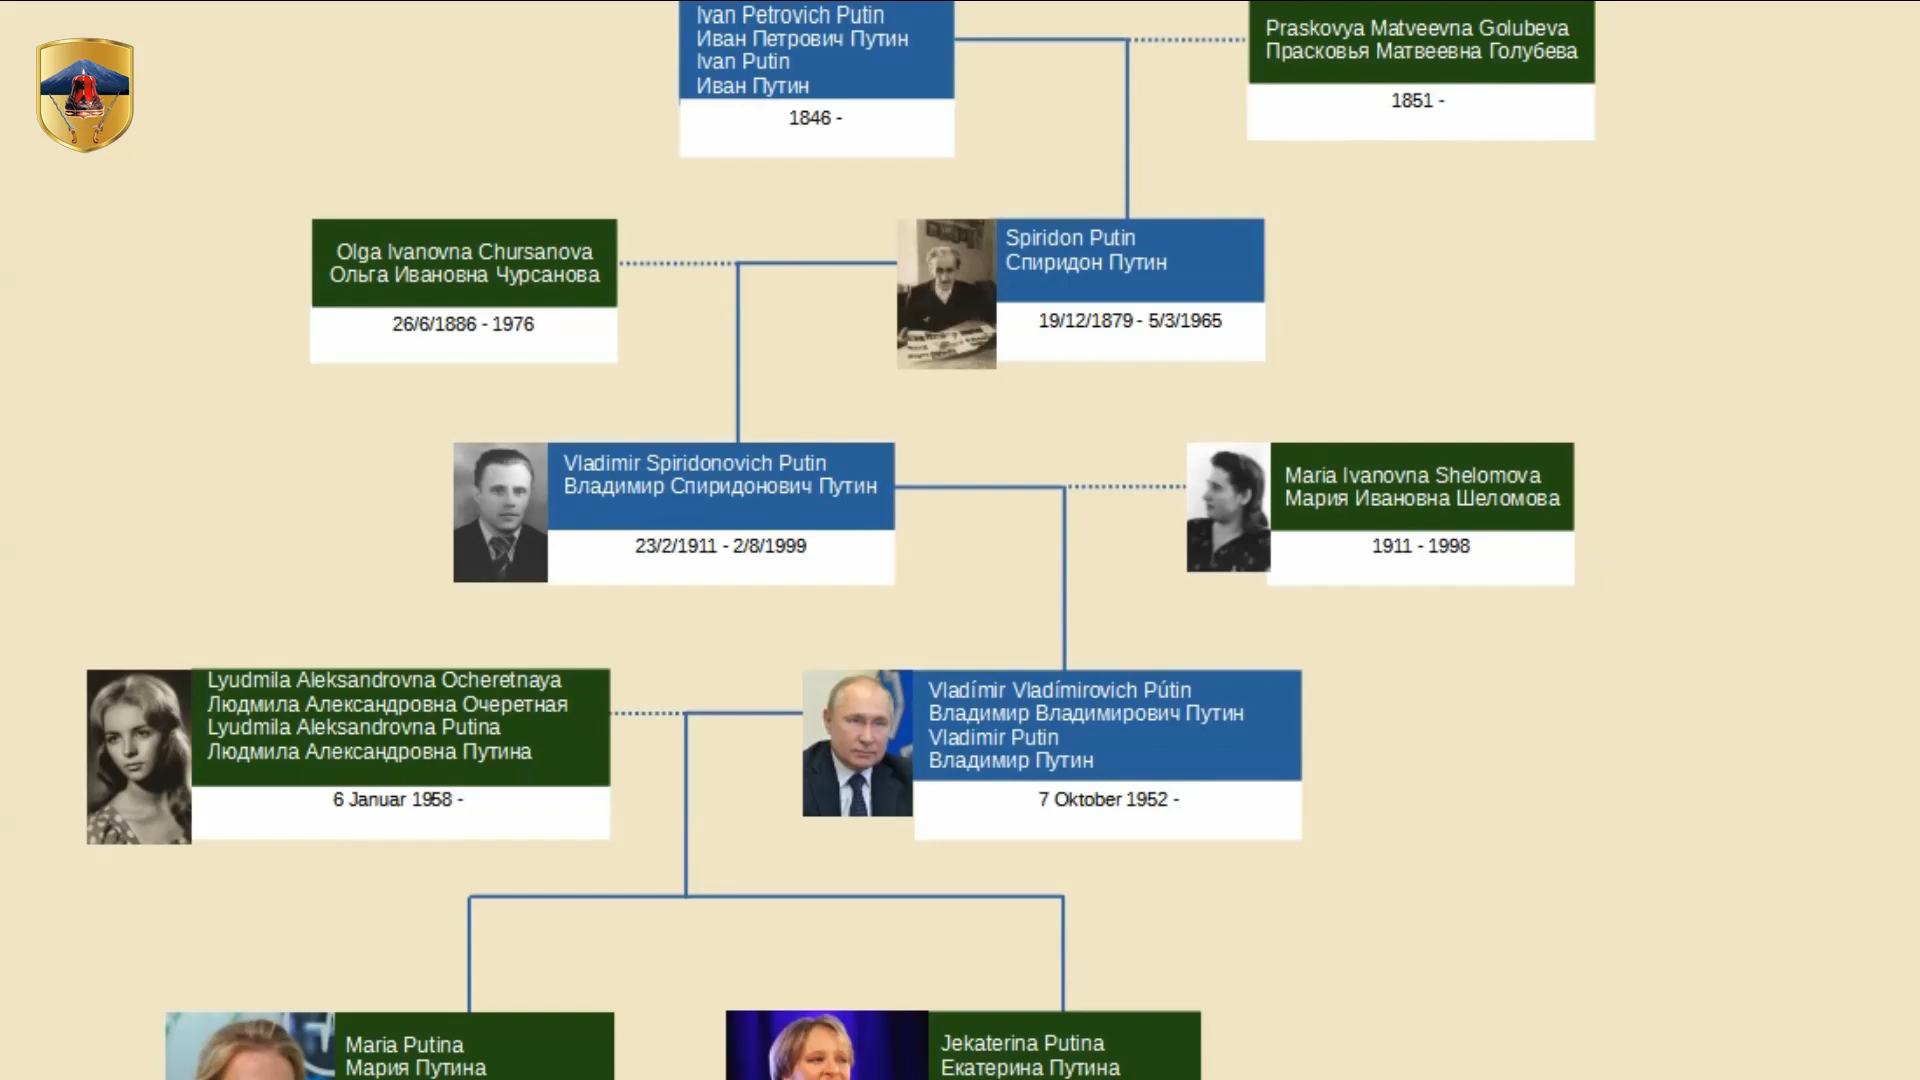 Ivan Petrovich Putin
Иван Петрович Путин
Ivan Putin
Иван Путин
1846 -
Praskovya Matveevna Golubeva
Прасковья Матвеевна Голубева
1851 -
Olga Ivanovna Chursanova
Ольга Ивановна Чурсанова
26/6/1886 - 1976
Spiridon Putin
Спиридон Путин
19/12/1879 - 5/3/1965
Vladimir Spiridonovich Putin
Владимир Спиридонович Путин
23/2/1911 - 2/8/1999
Maria Ivanovna Shelomova
Мария Ивановна Шеломова
1911 - 1998
Lyudmila Aleksandrovna Ocheretnaya
Людмила Александровна Очеретная
Lyudmila Aleksandrovna Putina
Людмила Александровна Путина
6 Januar 1958 -
Vladímir Vladímirovich Pútin
Владимир Владимирович Путин
Vladimir Putin
Владимир Путин
7 Oktober 1952 -
Maria Putina
Мария Путина
Jekaterina Putina
Екатерина Путина